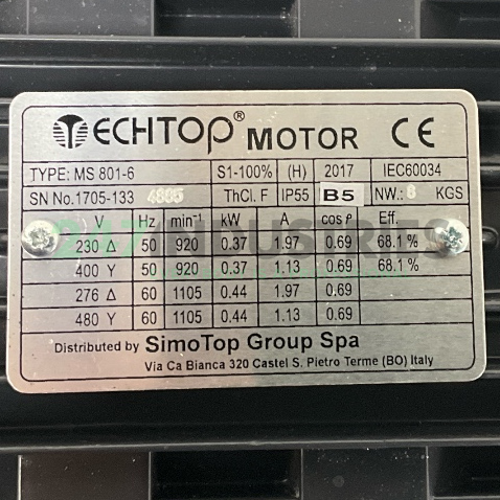 TECHTOP® MOTOR CE
TYPE: MS 801-6 S1-100% (H) 2017 IEC60034
SN No.1705-133 4805 ThCl. F IP55 B5 NW.: 8 KGS
V Hz min⁻¹ kW A cos ρ Eff.
230 Δ 50 920 0.37 1.97 0.69 68.1 %
400 Y 50 920 0.37 1.13 0.69 68.1 %
276 Δ 60 1105 0.44 1.97 0.69
480 Y 60 1105 0.44 1.13 0.69
247 INDUSTRIES
Distributed by SimoTop Group Spa
Via Ca Bianca 320 Castel S. Pietro Terme (BO) Italy